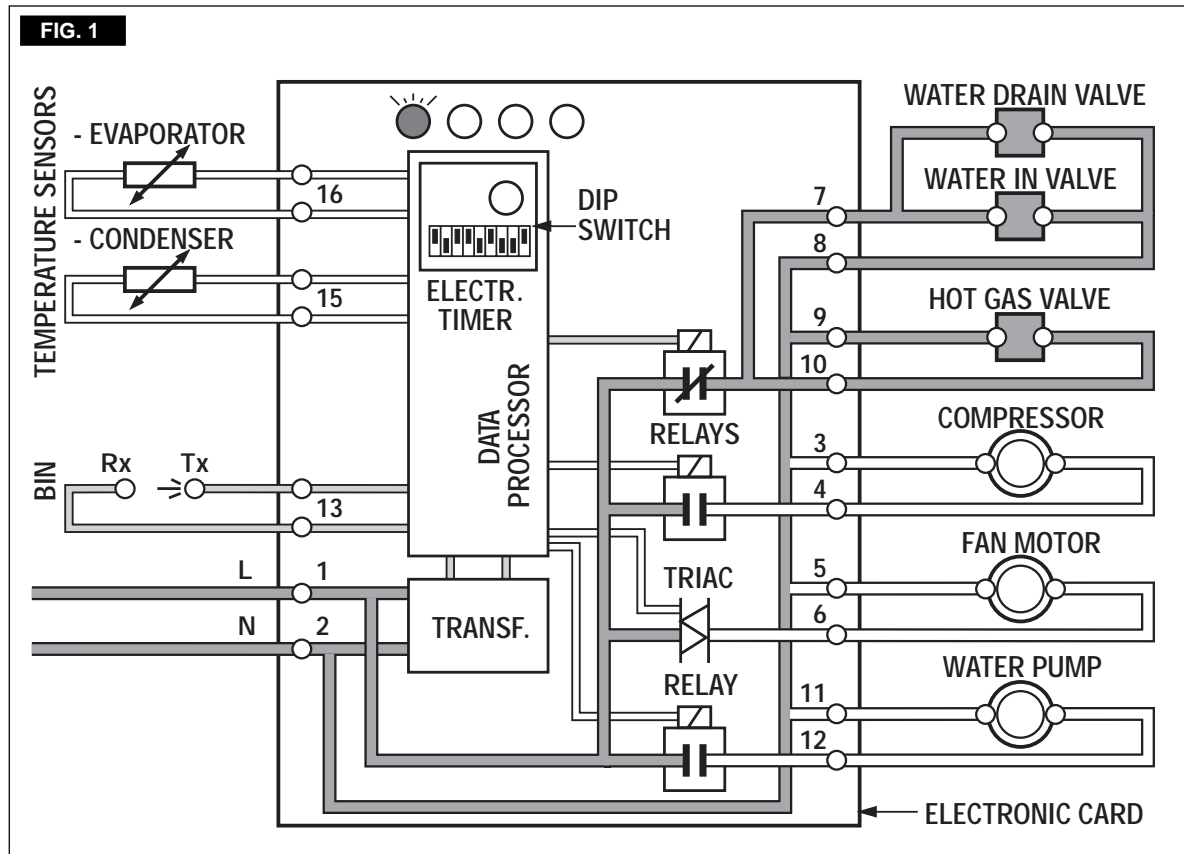 FIG. 1
TEMPERATURE SENSORS
- EVAPORATOR
16
- CONDENSER
15
BIN
Rx
Tx
13
L
1
N
2
DIP
SWITCH
ELECTR.
TIMER
DATA
PROCESSOR
TRANSF.
RELAYS
TRIAC
RELAY
WATER DRAIN VALVE
WATER IN VALVE
7
8
HOT GAS VALVE
9
10
COMPRESSOR
3
4
FAN MOTOR
5
6
WATER PUMP
11
12
ELECTRONIC CARD